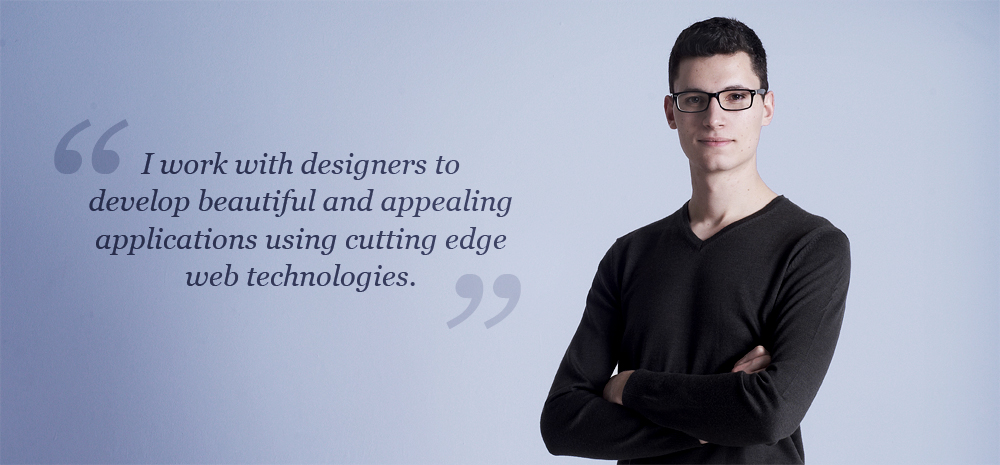 “ I work with designers to
develop beautiful and appealing
applications using cutting edge
web technologies. ”